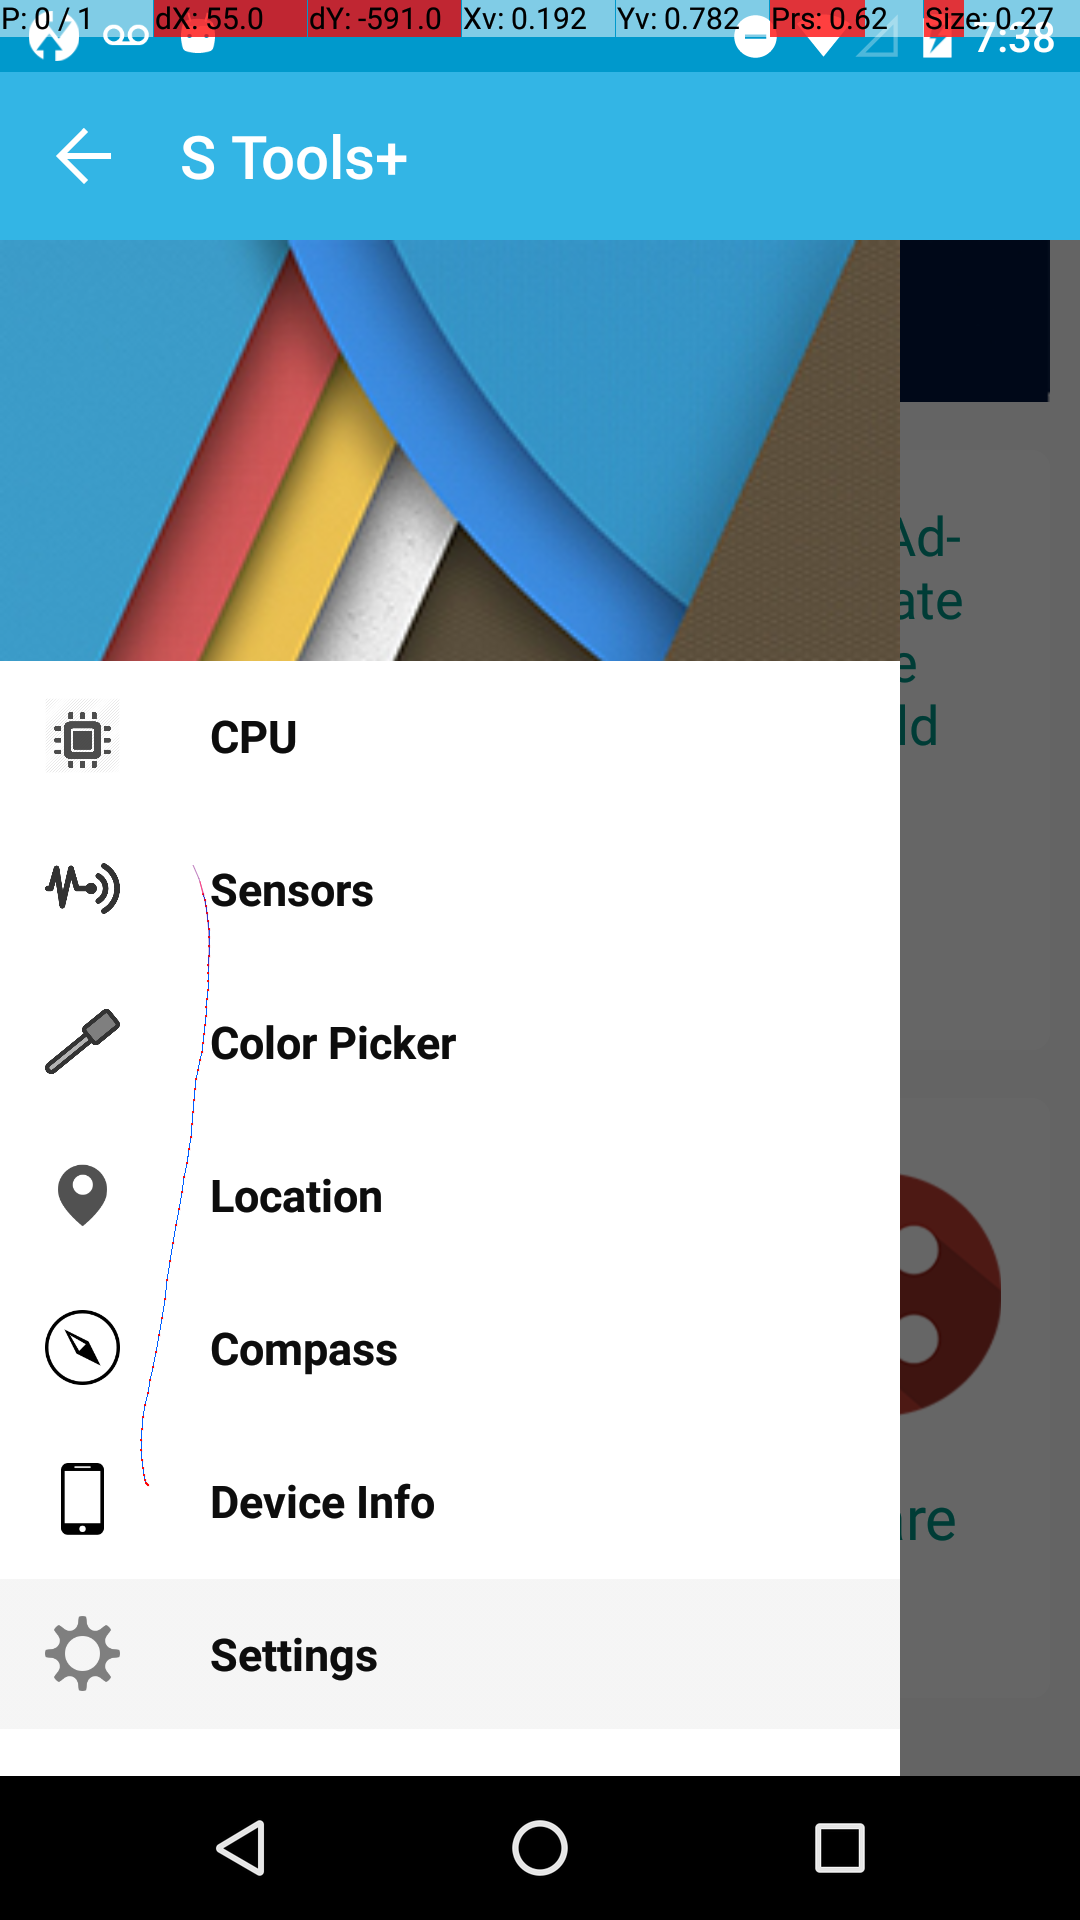 P: 0 / 1 dX: 55.0 dY: -591.0 Xv: 0.192 Yv: 0.782 Prs: 0.62 Size: 0.27
7:38
S Tools+
Ad-
ate
e
ld
CPU
Sensors
Color Picker
Location
Compass
Device Info
re
Settings